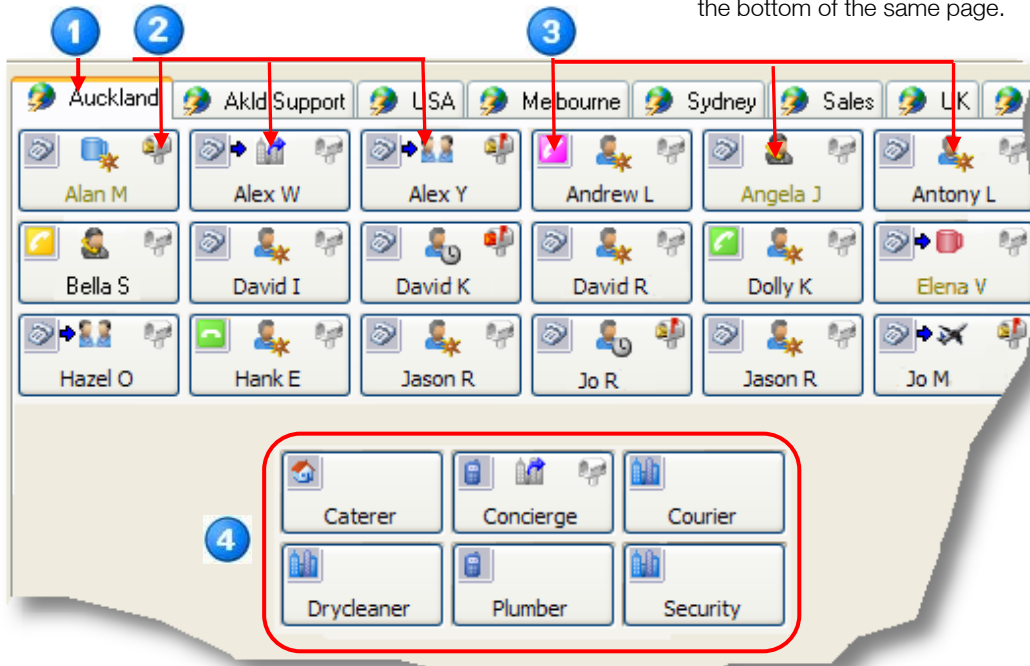 the bottom of the same page.
1 2 3
Auckland Akld Support USA Melbourne Sydney Sales UK
Alan M Alex W Alex Y Andrew L Angela J Antony L
Bella S David I David K David R Dolly K Elena V
Hazel O Hank E Jason R Jo R Jason R Jo M
4
Caterer Concierge Courier
Drycleaner Plumber Security